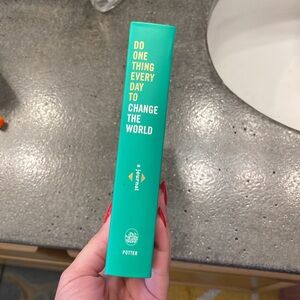 DO
ONE
THING
EVERY
DAY
TO
CHANGE
THE
WORLD
a journal
POTTER